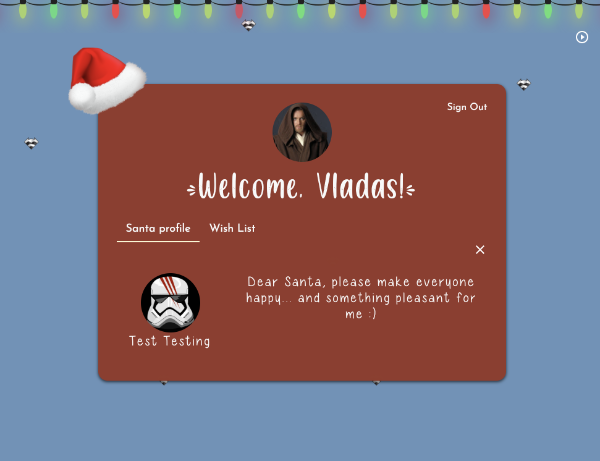 Sign Out
Welcome, Vladas!
Santa profile Wish List
Dear Santa, please make everyone
happy... and something pleasant for
me :)
Test Testing